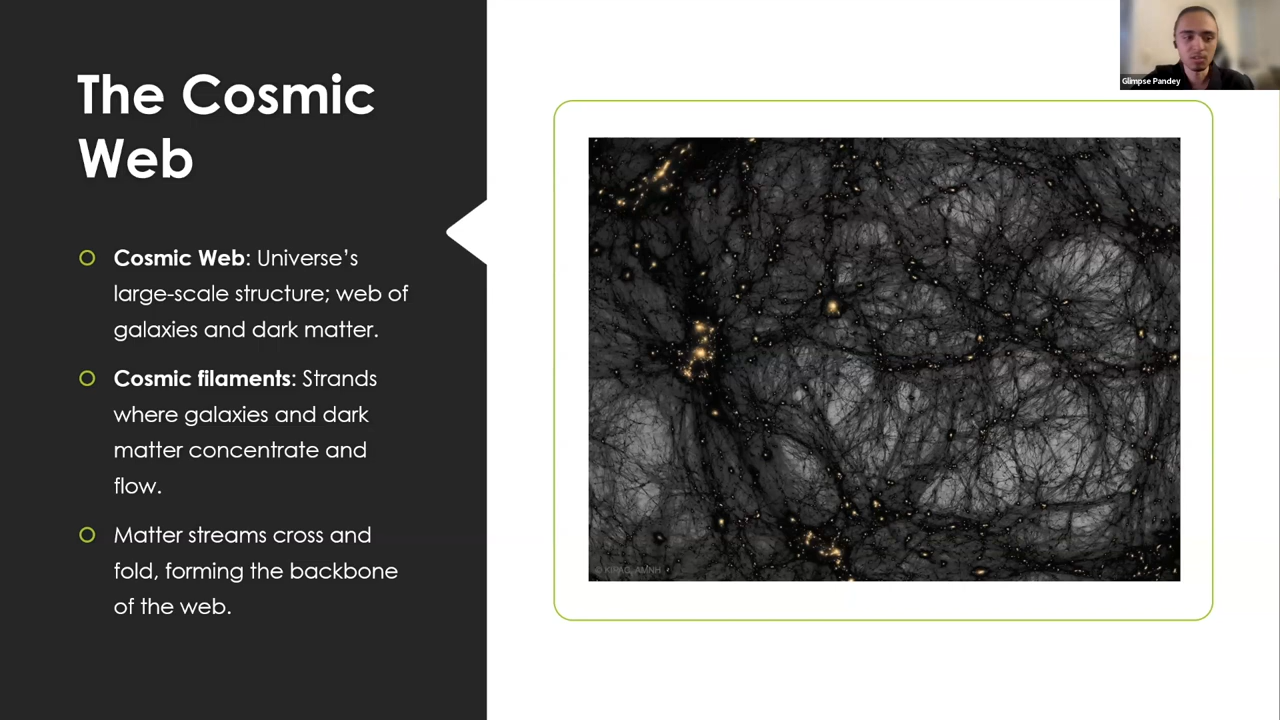 The Cosmic
Web
Cosmic Web: Universe’s
large-scale structure; web of
galaxies and dark matter.
Cosmic filaments: Strands
where galaxies and dark
matter concentrate and
flow.
Matter streams cross and
fold, forming the backbone
of the web.
© KIPAC, AMNH
Glimpse Pandey